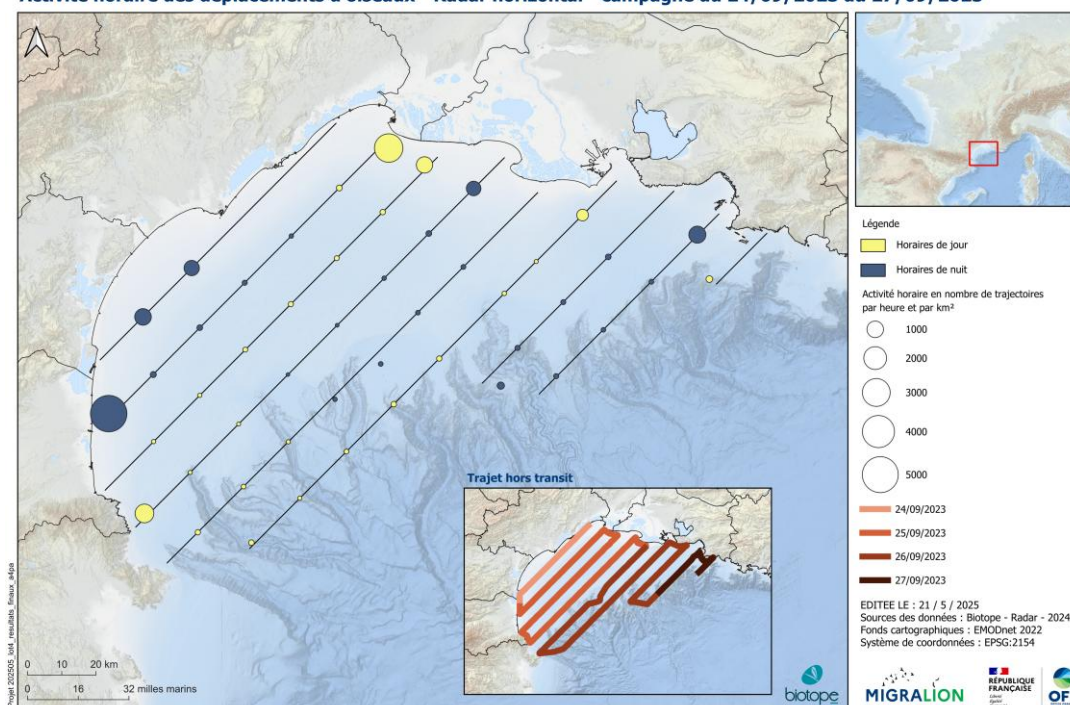 Activité horaire des déplacements d'oiseaux - Radar horizontal - Campagne du 24/09/2023 au 27/09/2023
Légende
Horaires de jour
Horaires de nuit
Activité horaire en nombre de trajectoires
par heure et par km²
1000
2000
3000
4000
5000
24/09/2023
25/09/2023
26/09/2023
27/09/2023
EDITEE LE : 21 / 5 / 2025
Sources des données : Biotope - Radar - 2024
Fonds cartographiques : EMODnet 2022
Système de coordonnées : EPSG:2154
Trajet hors transit
0 10 20 km
0 16 32 milles marins
Projet 202505_lot4_resultats_finaux_a4pa
biotope
MIGRALION
RÉPUBLIQUE
FRANÇAISE
Liberté
Égalité
OF